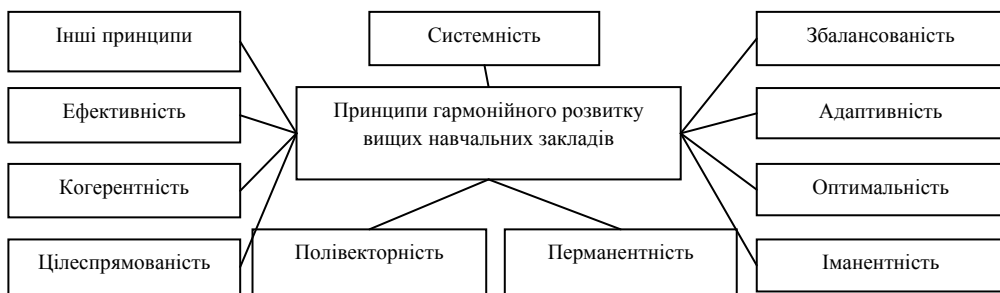 Інші принципи
Системність
Збалансованість
Ефективність
Принципи гармонійного розвитку
вищих навчальних закладів
Адаптивність
Когерентність
Оптимальність
Цілеспрямованість
Полівекторність
Перманентність
Іманентність